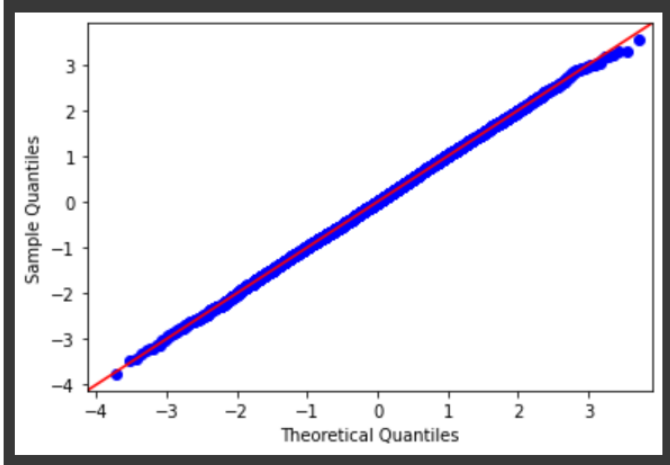 3
2
1
0
−1
−2
−3
−4
Sample Quantiles
−4 −3 −2 −1 0 1 2 3
Theoretical Quantiles